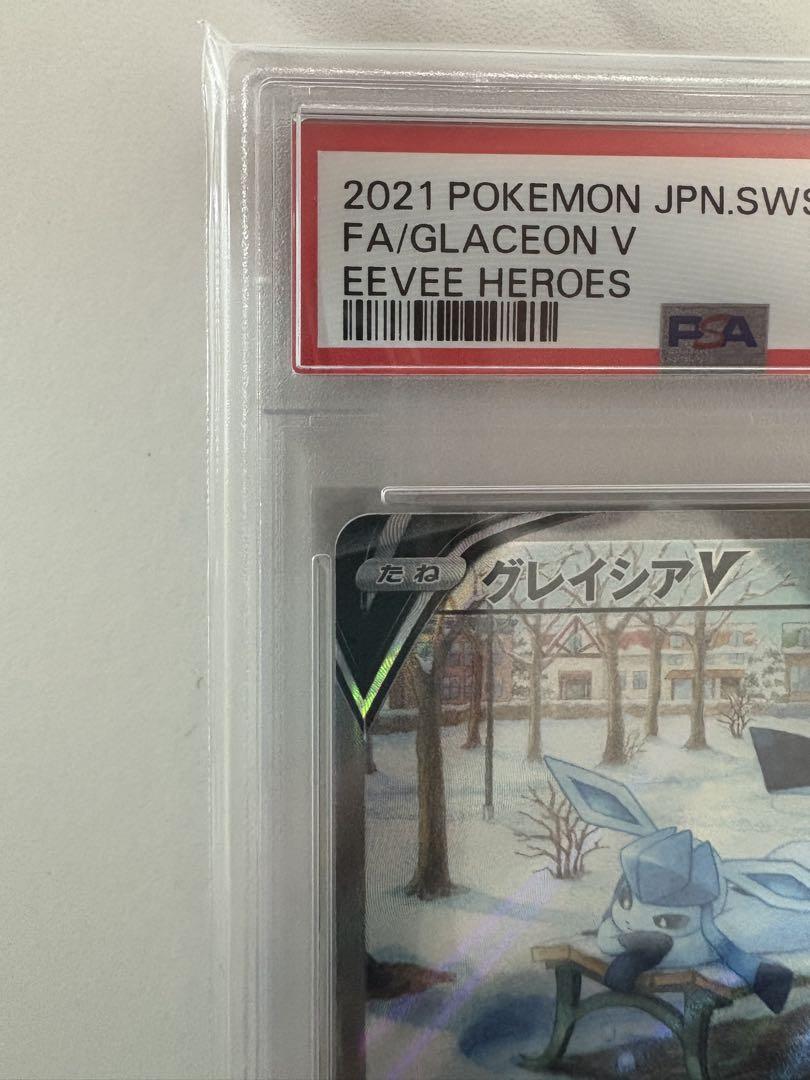 2021 POKEMON JPN.SWS
FA/GLACEON V
EEVEE HEROES
PSA
たね グレイシアV